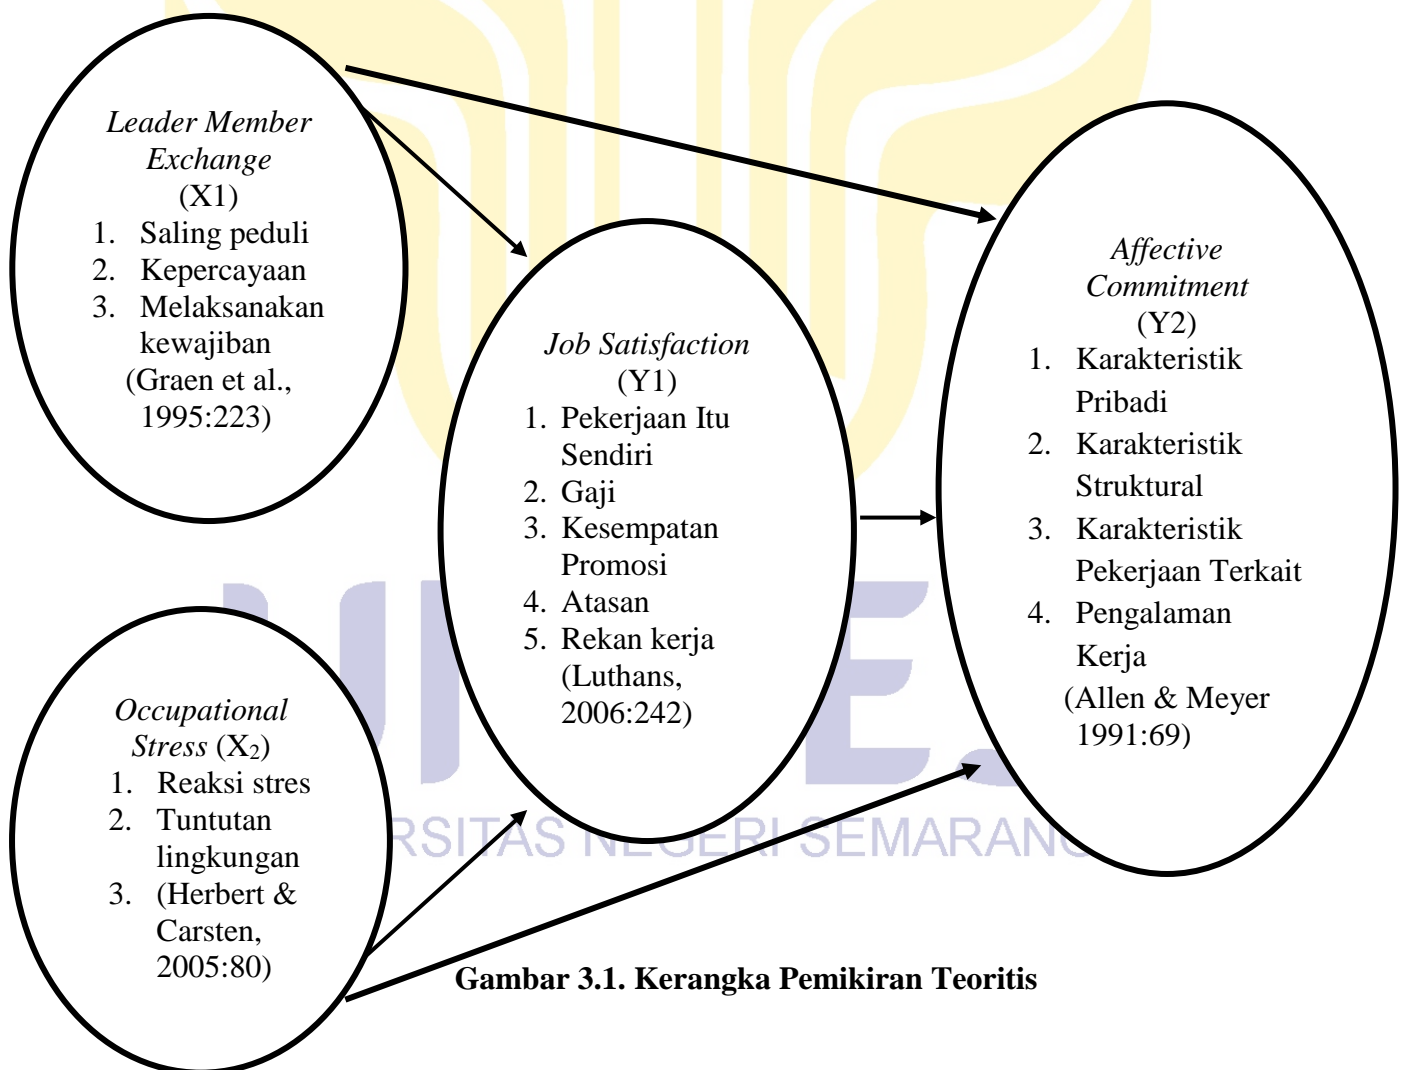 Leader Member
Exchange
(X1)
1. Saling peduli
2. Kepercayaan
3. Melaksanakan
kewajiban
(Graen et al.,
1995:223)
Job Satisfaction
(Y1)
1. Pekerjaan Itu
Sendiri
2. Gaji
3. Kesempatan
Promosi
4. Atasan
5. Rekan kerja
(Luthans,
2006:242)
Affective
Commitment
(Y2)
1. Karakteristik
Pribadi
2. Karakteristik
Struktural
3. Karakteristik
Pekerjaan Terkait
4. Pengalaman
Kerja
(Allen & Meyer
1991:69)
Occupational
Stress (X₂)
1. Reaksi stres
2. Tuntutan
lingkungan
3. (Herbert &
Carsten,
2005:80)
RSITAS NEGERI SEMARANG
Gambar 3.1. Kerangka Pemikiran Teoritis